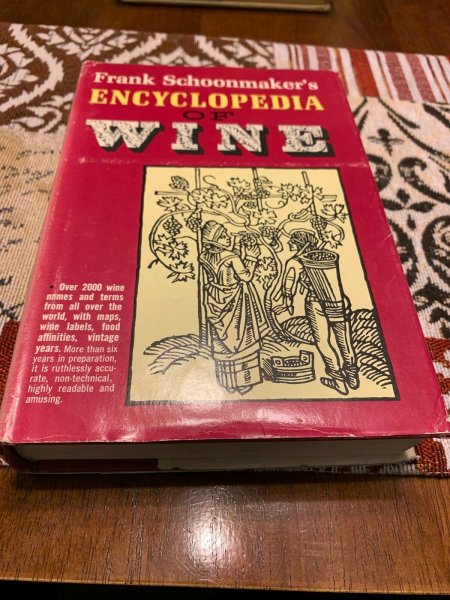 Frank Schoonmaker's
ENCYCLOPEDIA
OF
WINE
Over 2000 wine
names and terms
from all over the
world, with maps,
wine labels, food
affinities, vintage
years. More than six
years in preparation,
it is ruthlessly accu-
rate, non-technical,
highly readable and
amusing.